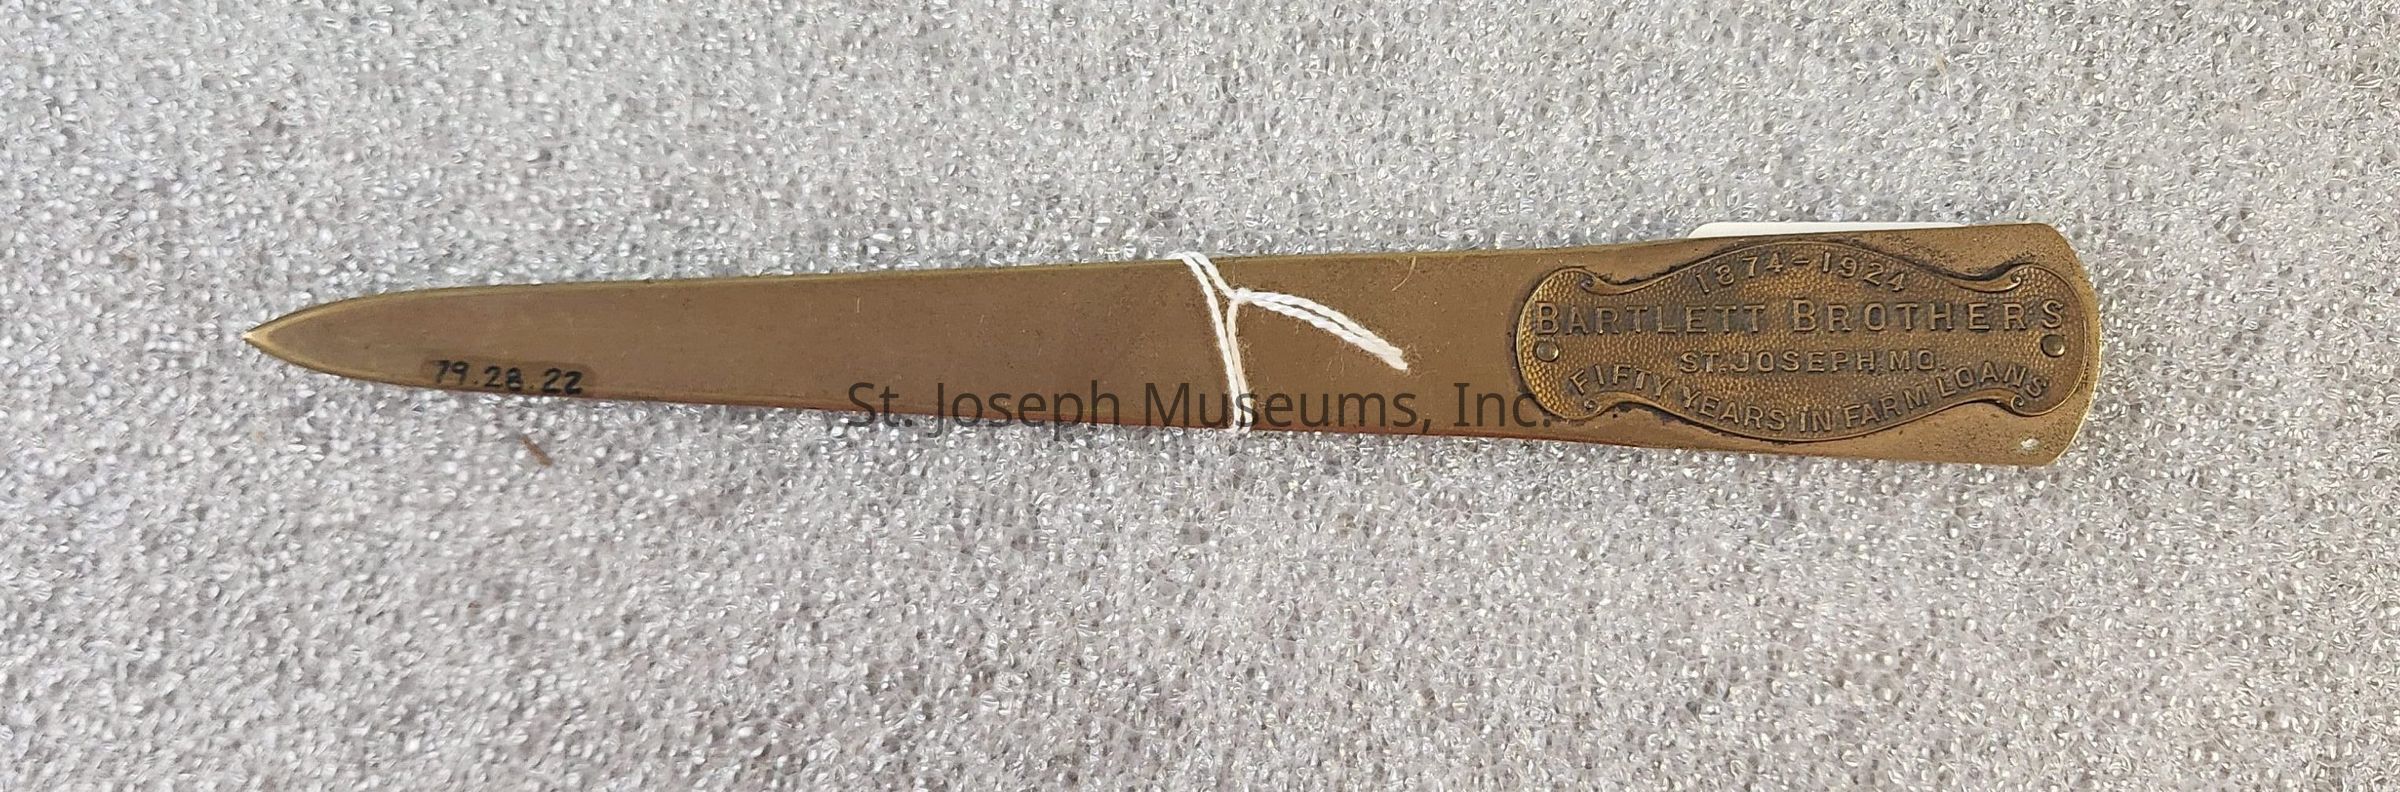 1874-1924
BARTLETT BROTHERS
ST. JOSEPH, MO.
FIFTY YEARS IN FARM LOANS
79.28.22
St. Joseph Museums, Inc.